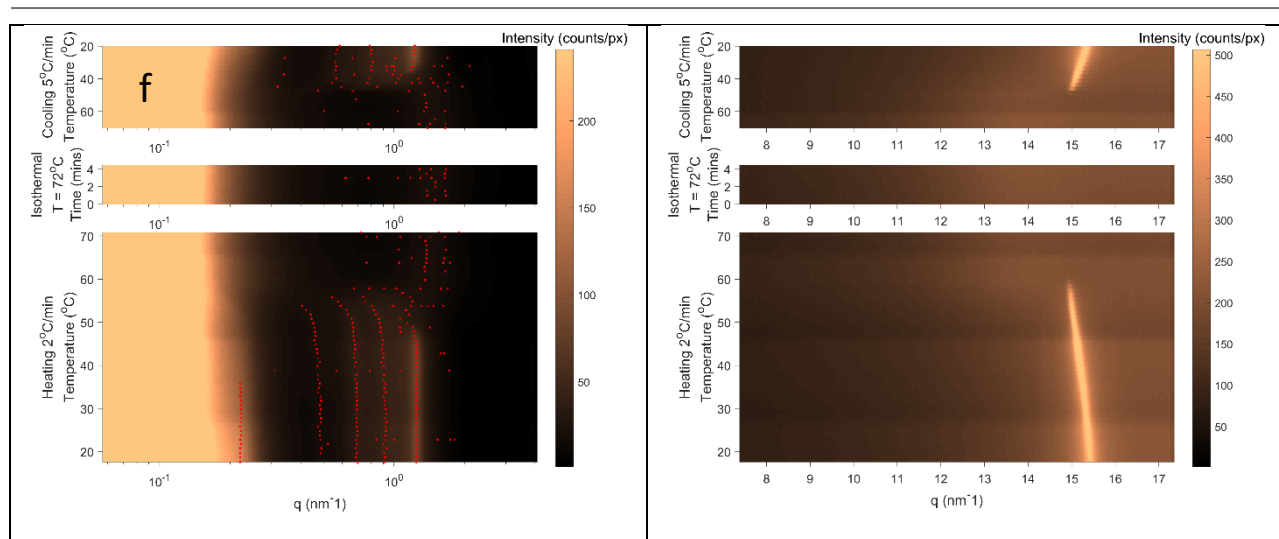 Intensity (counts/px)
Cooling 5°C/min
Temperature (°C)
20
40
60
f
10-1
100
200
150
100
50
Isothermal
T = 72°C
Time (mins)
4
2
0
10-1
100
Heating 2°C/min
Temperature (°C)
70
60
50
40
30
20
10-1
100
q (nm-1)
Intensity (counts/px)
Cooling 5°C/min
Temperature (°C)
20
40
60
8 9 10 11 12 13 14 15 16 17
500
450
400
350
300
250
200
150
100
50
Isothermal
T = 72°C
Time (mins)
4
2
0
8 9 10 11 12 13 14 15 16 17
Heating 2°C/min
Temperature (°C)
70
60
50
40
30
20
8 9 10 11 12 13 14 15 16 17
q (nm-1)